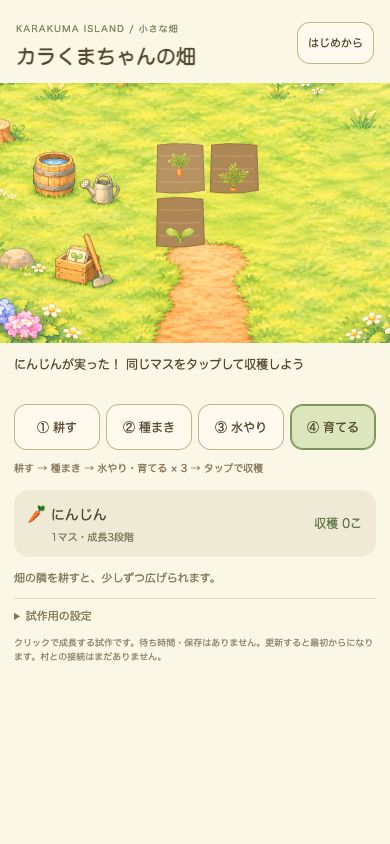 KARAKUMA ISLAND / 小さな畑
カラくまちゃんの畑
はじめから
にんじんが実った！ 同じマスをタップして収穫しよう
① 耕す
② 種まき
③ 水やり
④ 育てる
耕す → 種まき → 水やり・育てる × 3 → タップで収穫
にんじん
1マス・成長3段階
収穫 0こ
畑の隣を耕すと、少しずつ広げられます。
▶ 試作用の設定
クリックで成長する試作です。待ち時間・保存はありません。更新すると最初からになり
ます。村との接続はまだありません。